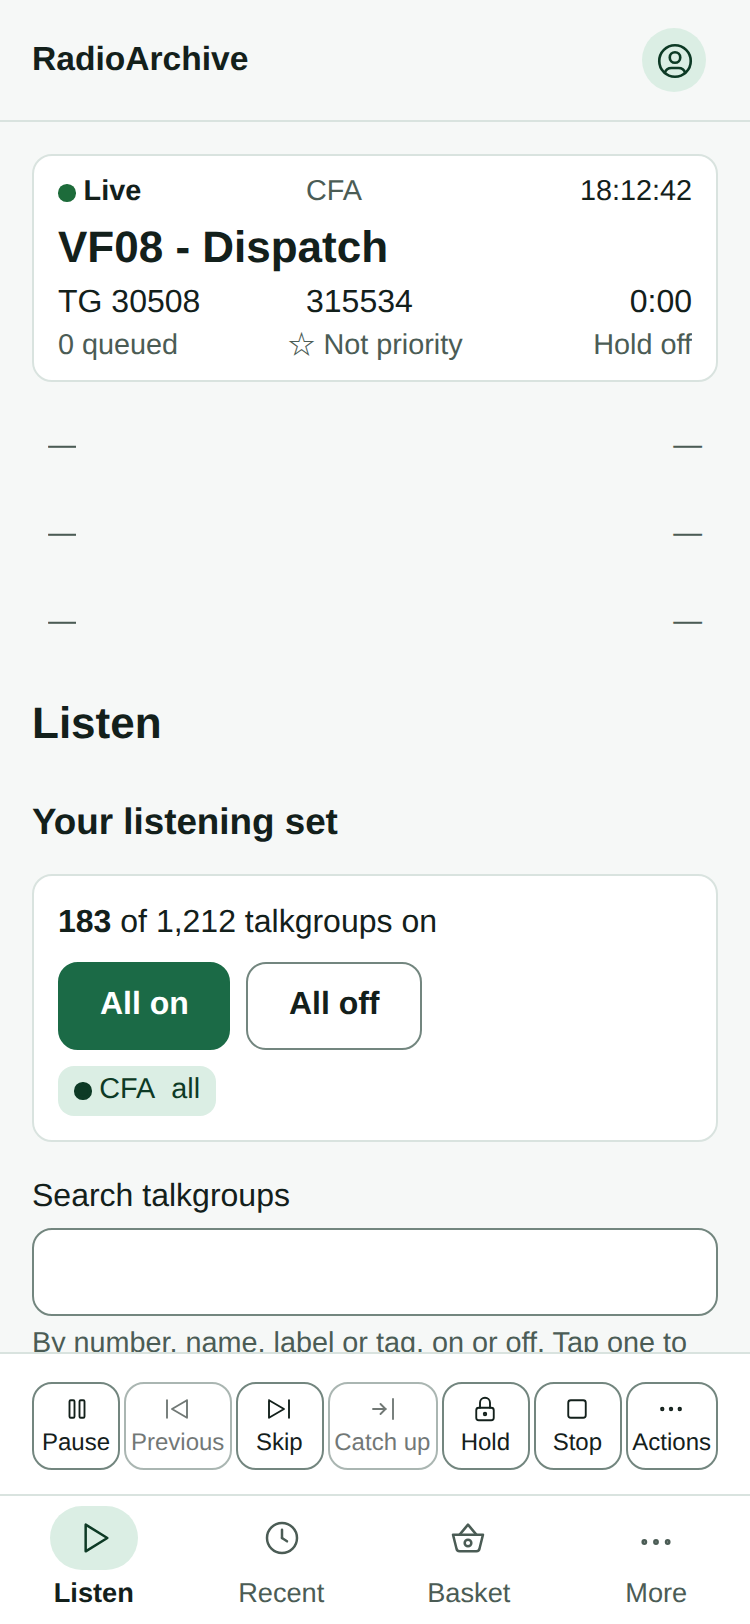 RadioArchive
Live CFA 18:12:42
VF08 - Dispatch
TG 30508 315534 0:00
0 queued ☆ Not priority Hold off
— —
— —
— —
Listen
Your listening set
183 of 1,212 talkgroups on
All on All off
CFA all
Search talkgroups
By number, name, label or tag, on or off. Tap one to
Pause Previous Skip Catch up Hold Stop Actions
Listen Recent Basket More